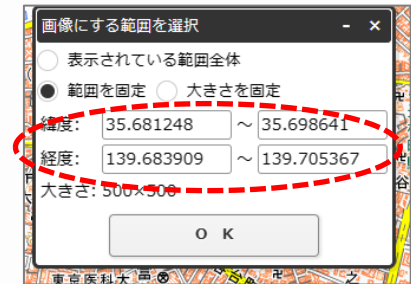 画像にする範囲を選択 - ×
表示されている範囲全体
範囲を固定 大きさを固定
緯度: 35.681248 ～ 35.698641
経度: 139.683909 ～ 139.705367
大きさ: 500×500
O K
東京医科大